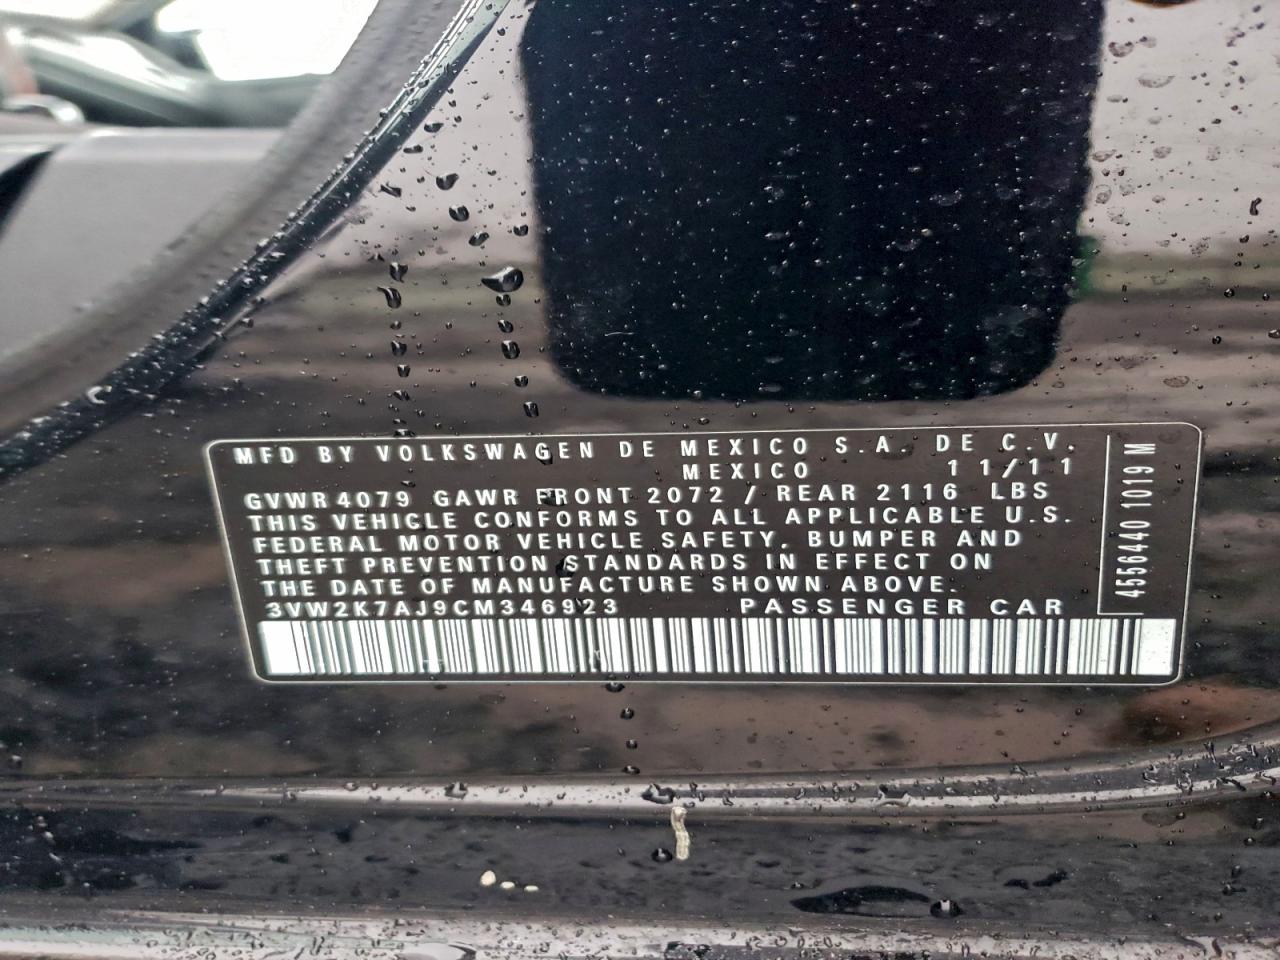 MFD BY VOLKSWAGEN DE MEXICO S.A. DE C.V.
MEXICO 11/11
GVWR 4079 GAWR FRONT 2072 / REAR 2116 LBS
THIS VEHICLE CONFORMS TO ALL APPLICABLE U.S.
FEDERAL MOTOR VEHICLE SAFETY, BUMPER AND
THEFT PREVENTION STANDARDS IN EFFECT ON
THE DATE OF MANUFACTURE SHOWN ABOVE.
3VW2K7AJ9CM346923 PASSENGER CAR
4556440 1019 M